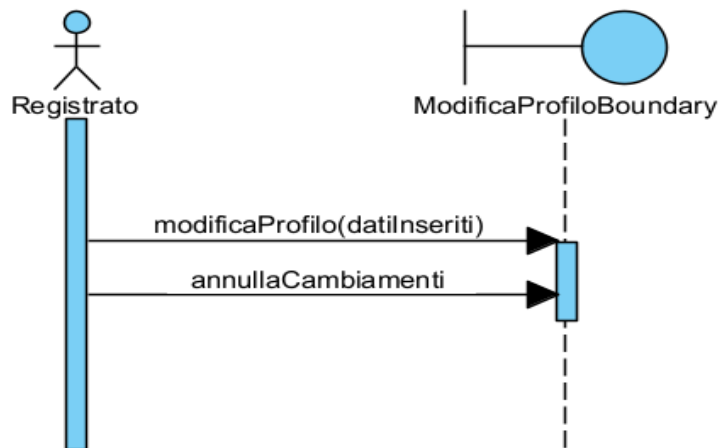 Registrato
ModificaProfiloBoundary
modificaProfilo(datiInseriti)
annullaCambiamenti